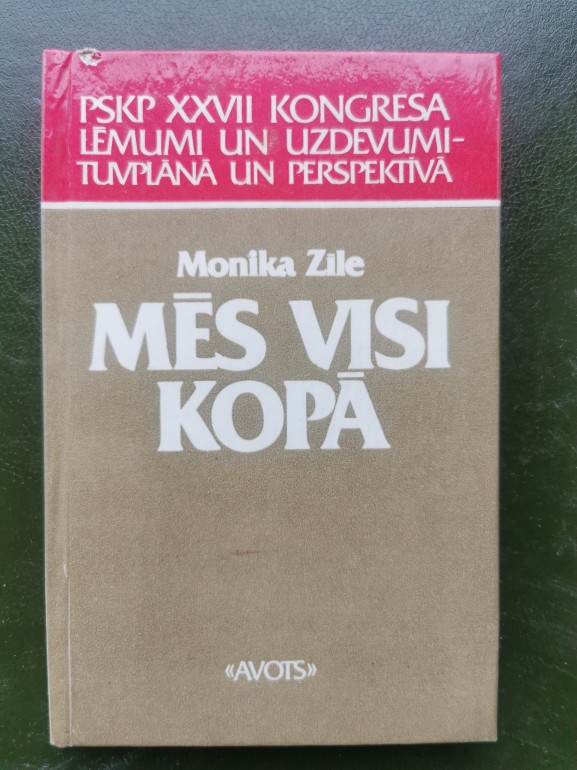 PSKP XXVII KONGRESA
LĒMUMI UN UZDEVUMI-
TUVPLĀNĀ UN PERSPEKTĪVĀ
Monika Zīle
MĒS VISI
KOPĀ
«AVOTS»